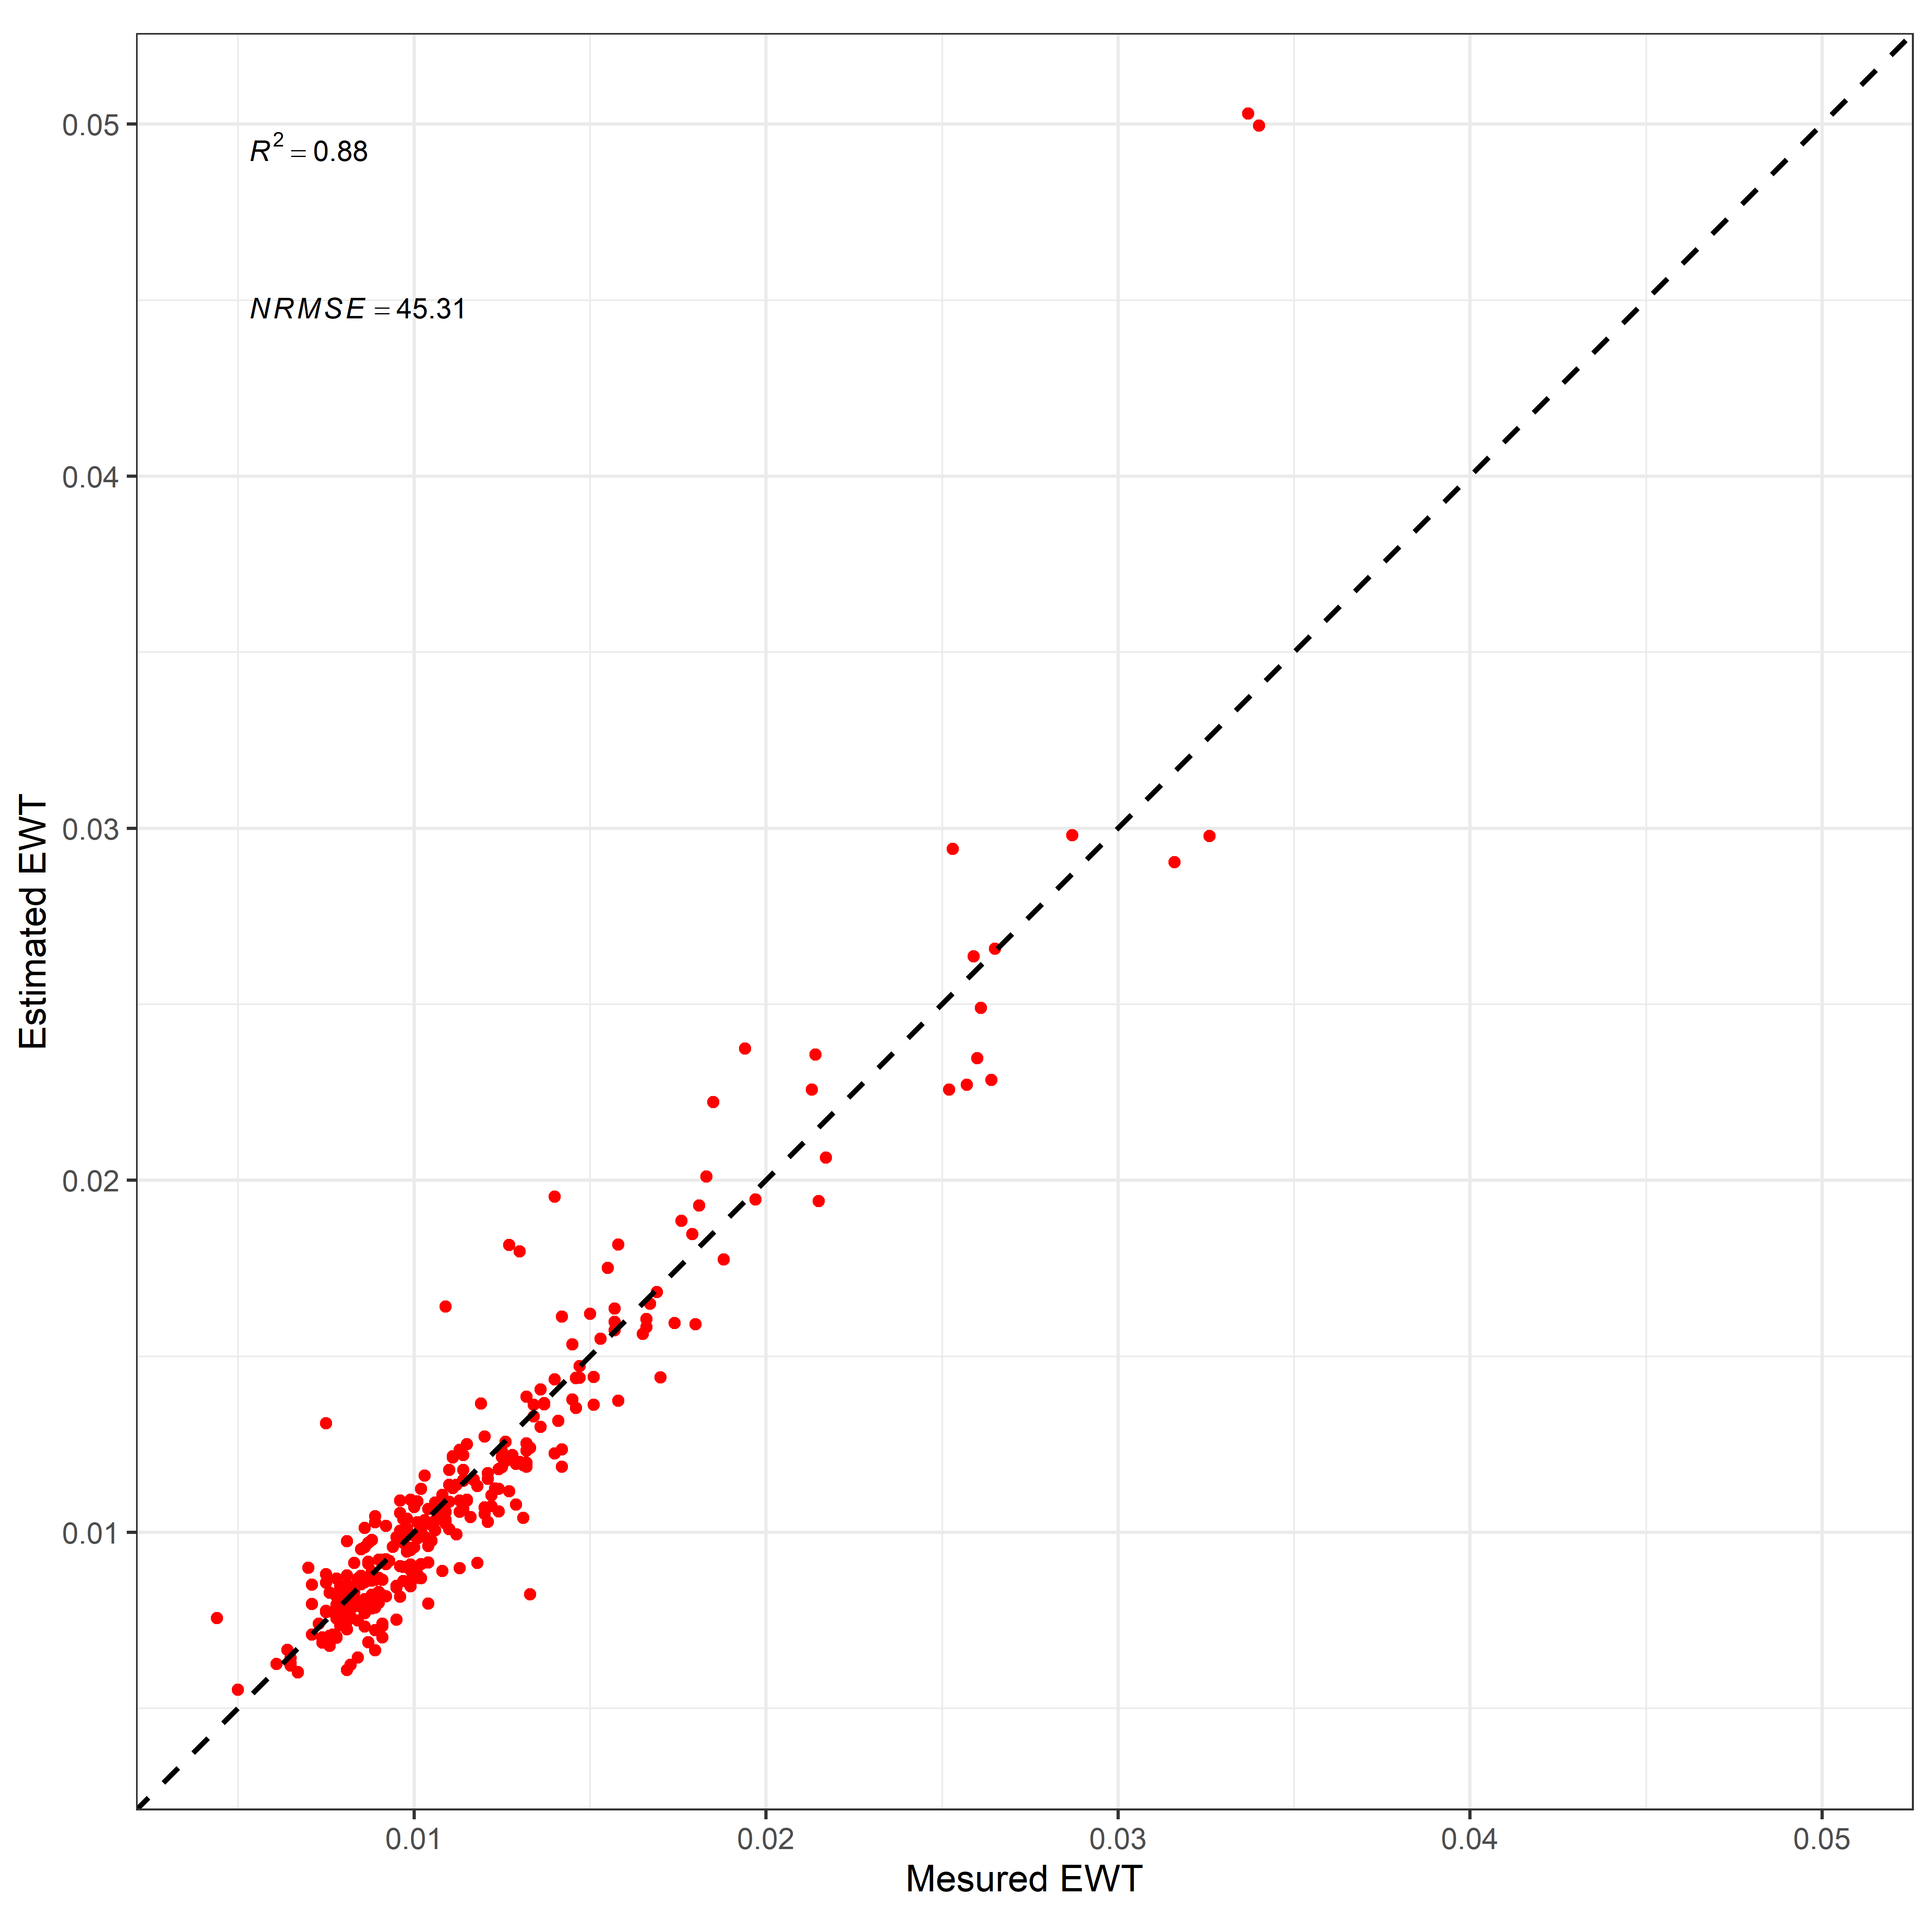 0.05
R² = 0.88
NRMSE = 45.31
0.04
0.03
Estimated EWT
0.02
0.01
0.01 0.02 0.03 0.04 0.05
Mesured EWT